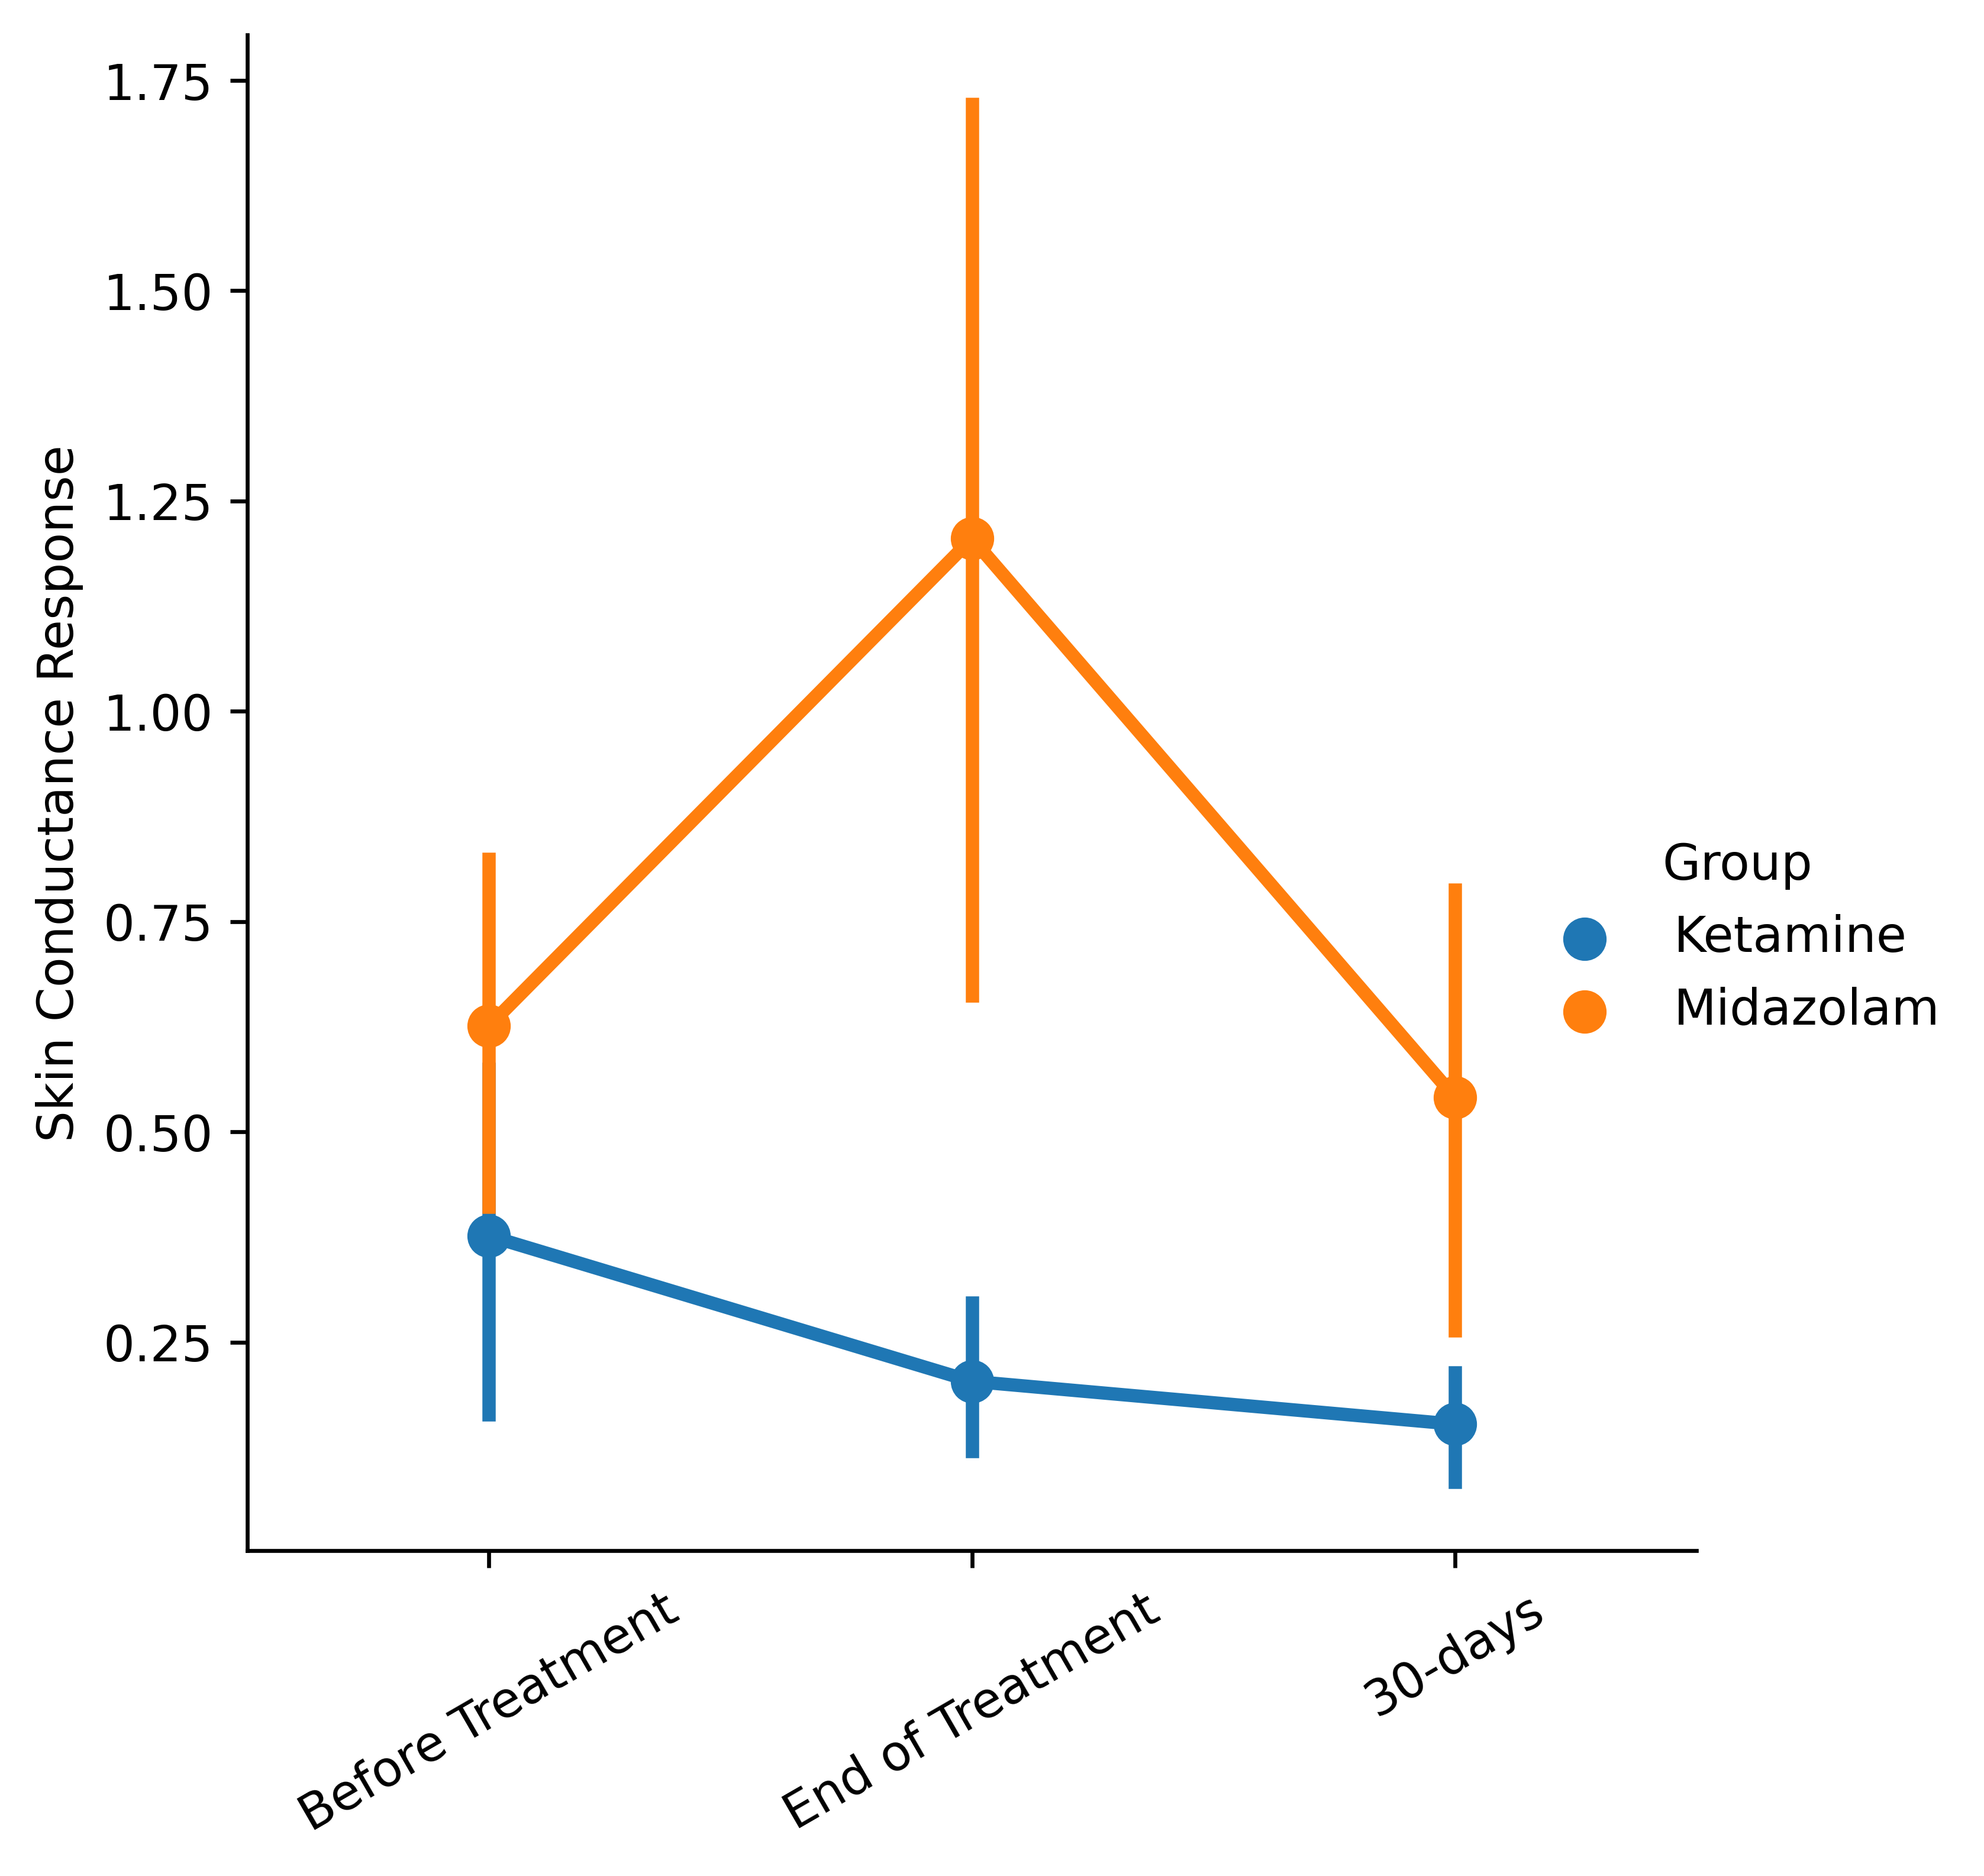 Skin Conductance Response
1.75
1.50
1.25
1.00
0.75
0.50
0.25
Before Treatment
End of Treatment
30-days
Group
Ketamine
Midazolam